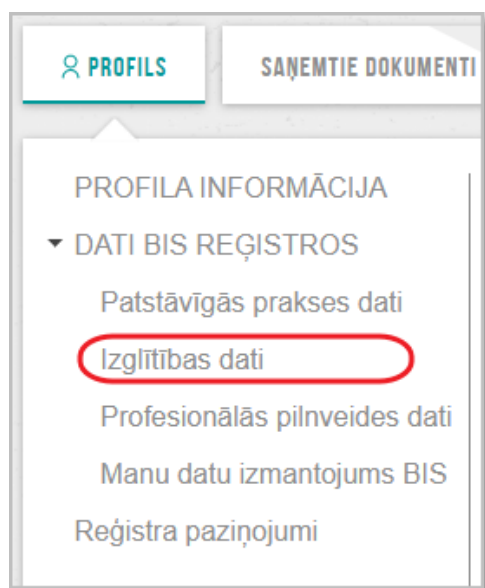 PROFILS
SAŅEMTIE DOKUMENTI
PROFILA INFORMĀCIJA
DATI BIS REĢISTROS
Patstāvīgās prakses dati
Izglītības dati
Profesionālās pilnveides dati
Manu datu izmantojums BIS
Reģistra paziņojumi